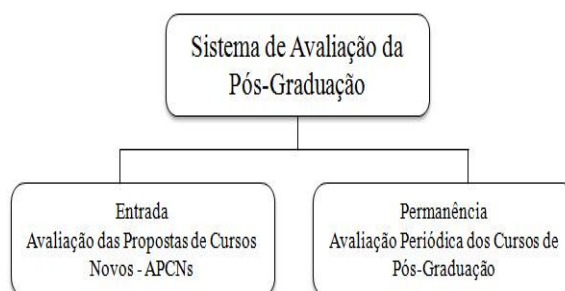 Sistema de Avaliação da
Pós-Graduação
Entrada
Avaliação das Propostas de Cursos
Novos - APCNs
Permanência
Avaliação Periódica dos Cursos de
Pós-Graduação